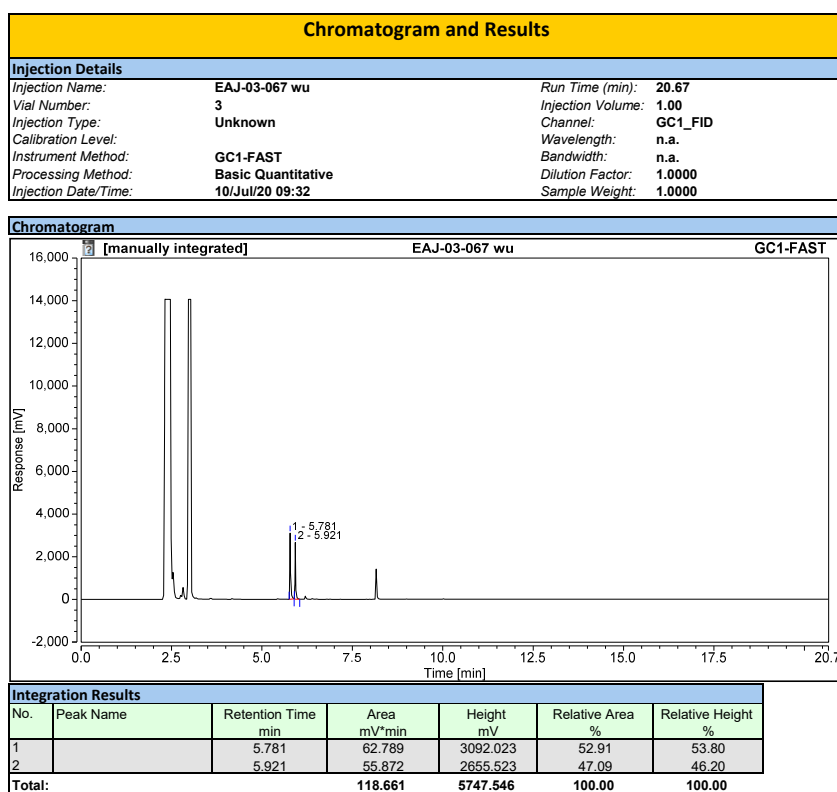 Chromatogram and Results
Injection Details
Injection Name: EAJ-03-067 wu Run Time (min): 20.67
Vial Number: 3 Injection Volume: 1.00
Injection Type: Unknown Channel: GC1_FID
Calibration Level: Wavelength: n.a.
Instrument Method: GC1-FAST Bandwidth: n.a.
Processing Method: Basic Quantitative Dilution Factor: 1.0000
Injection Date/Time: 10/Jul/20 09:32 Sample Weight: 1.0000
Chromatogram
? [manually integrated] EAJ-03-067 wu GC1-FAST
16,000
14,000
12,000
10,000
8,000
6,000
4,000
2,000
0
-2,000
Response [mV]
1 - 5.781
2 - 5.921
0.0 2.5 5.0 7.5 10.0 12.5 15.0 17.5 20.7
Time [min]
Integration Results
No. Peak Name Retention Time Area Height Relative Area Relative Height
min mV*min mV % %
1 5.781 62.789 3092.023 52.91 53.80
2 5.921 55.872 2655.523 47.09 46.20
Total: 118.661 5747.546 100.00 100.00